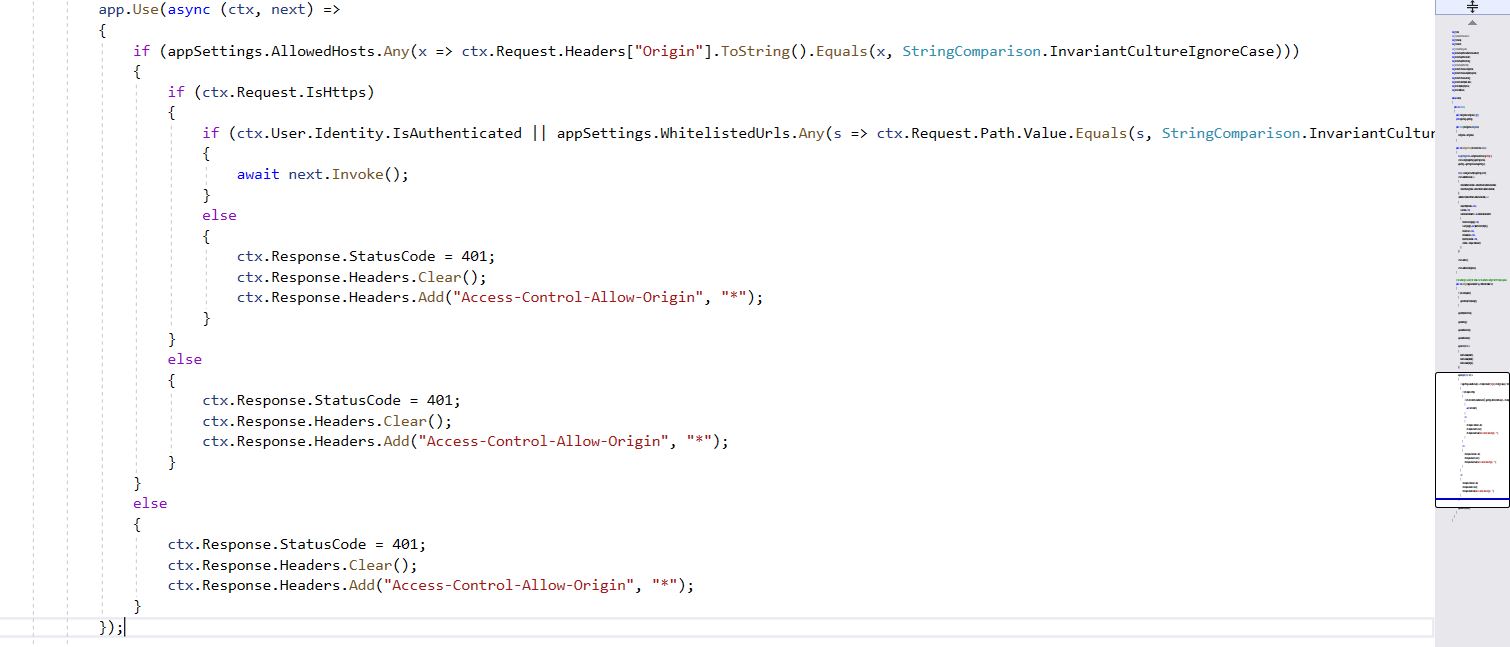 app.Use(async (ctx, next) =>
{
if (appSettings.AllowedHosts.Any(x => ctx.Request.Headers["Origin"].ToString().Equals(x, StringComparison.InvariantCultureIgnoreCase)))
{
if (ctx.Request.IsHttps)
{
if (ctx.User.Identity.IsAuthenticated || appSettings.WhitelistedUrls.Any(s => ctx.Request.Path.Value.Equals(s, StringComparison.InvariantCultur
{
await next.Invoke();
}
else
{
ctx.Response.StatusCode = 401;
ctx.Response.Headers.Clear();
ctx.Response.Headers.Add("Access-Control-Allow-Origin", "*");
}
}
else
{
ctx.Response.StatusCode = 401;
ctx.Response.Headers.Clear();
ctx.Response.Headers.Add("Access-Control-Allow-Origin", "*");
}
}
else
{
ctx.Response.StatusCode = 401;
ctx.Response.Headers.Clear();
ctx.Response.Headers.Add("Access-Control-Allow-Origin", "*");
}
});